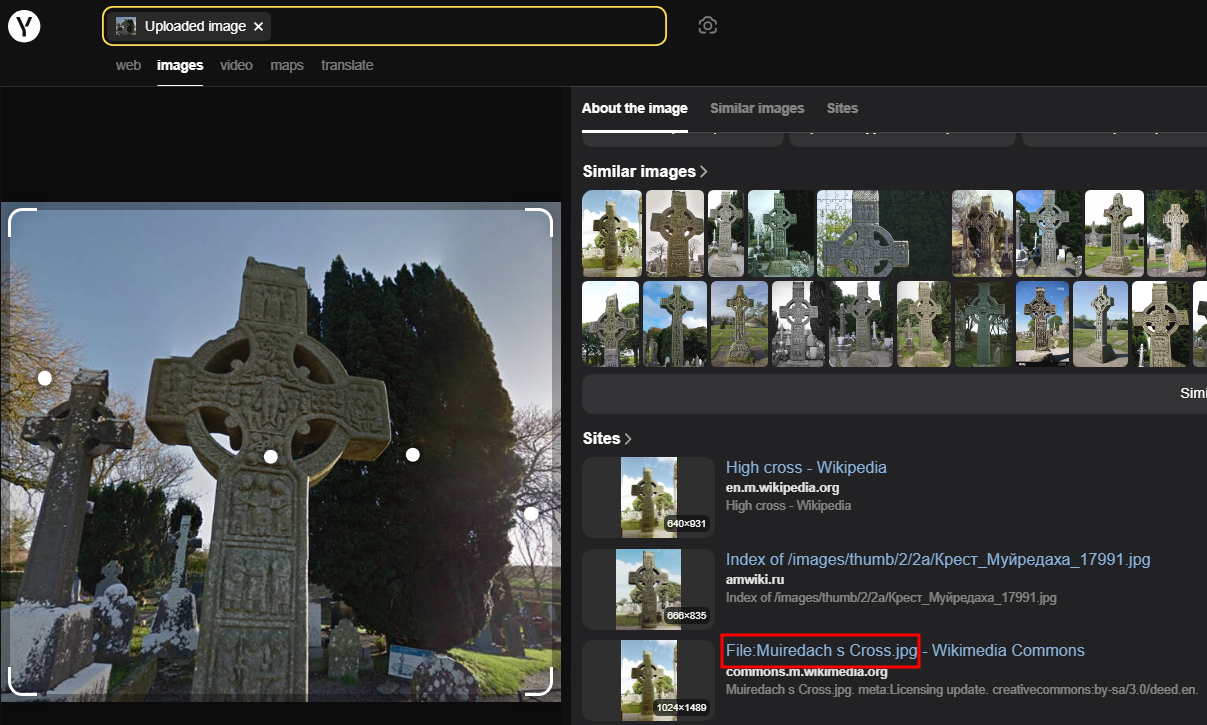 Y
Uploaded image ×
web images video maps translate
About the image Similar images Sites
Similar images >
Simi
Sites >
640×931
High cross - Wikipedia
en.m.wikipedia.org
High cross - Wikipedia
666×835
Index of /images/thumb/2/2a/Крест_Муйредаха_17991.jpg
amwiki.ru
Index of /images/thumb/2/2a/Крест_Муйредаха_17991.jpg
1024×1489
File:Muiredach s Cross.jpg - Wikimedia Commons
commons.m.wikimedia.org
Muiredach s Cross.jpg. meta:Licensing update. creativecommons:by-sa/3.0/deed.en.